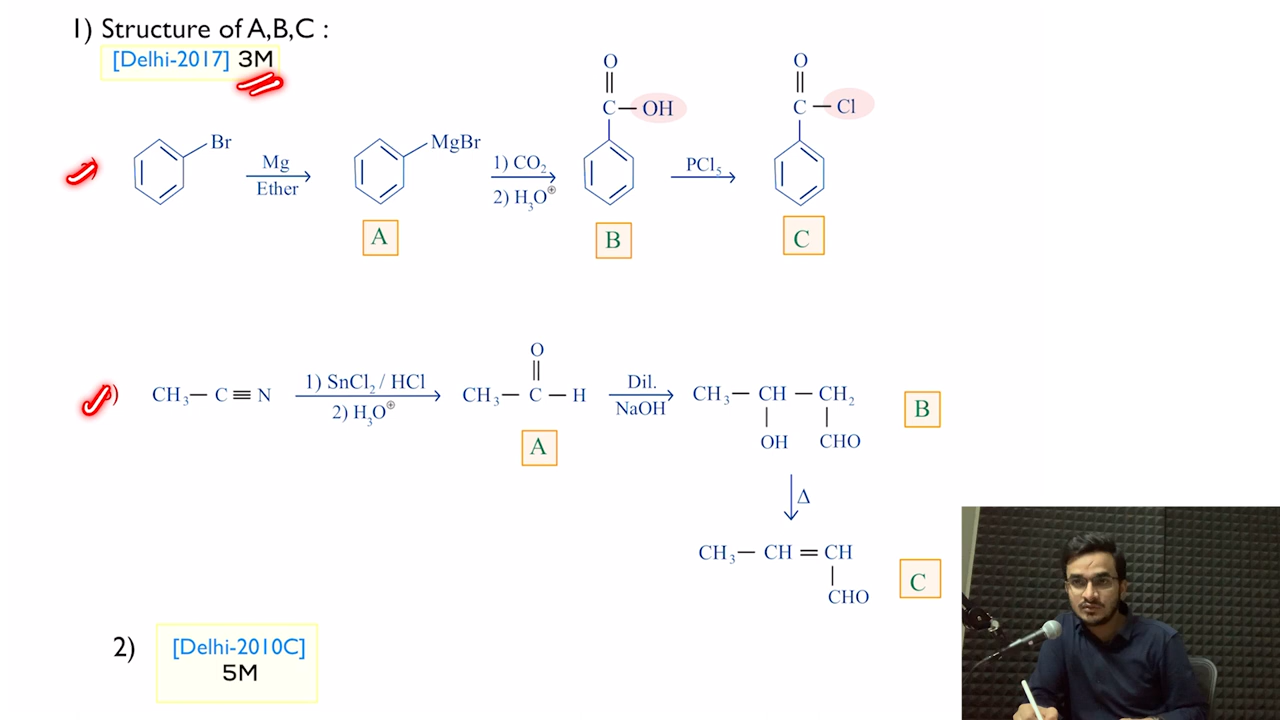 1) Structure of A,B,C :
[Delhi-2017] 3M
Br
Mg
Ether
MgBr
A
1) CO₂
2) H₃O⊕
O
C — OH
B
PCl₅
O
C — Cl
C
)
CH₃— C ≡ N
1) SnCl₂ / HCl
2) H₃O⊕
O
CH₃— C — H
A
Dil.
NaOH
CH₃— CH — CH₂
OH CHO
B
Δ
CH₃— CH = CH
CHO
C
2) [Delhi-2010C]
5M